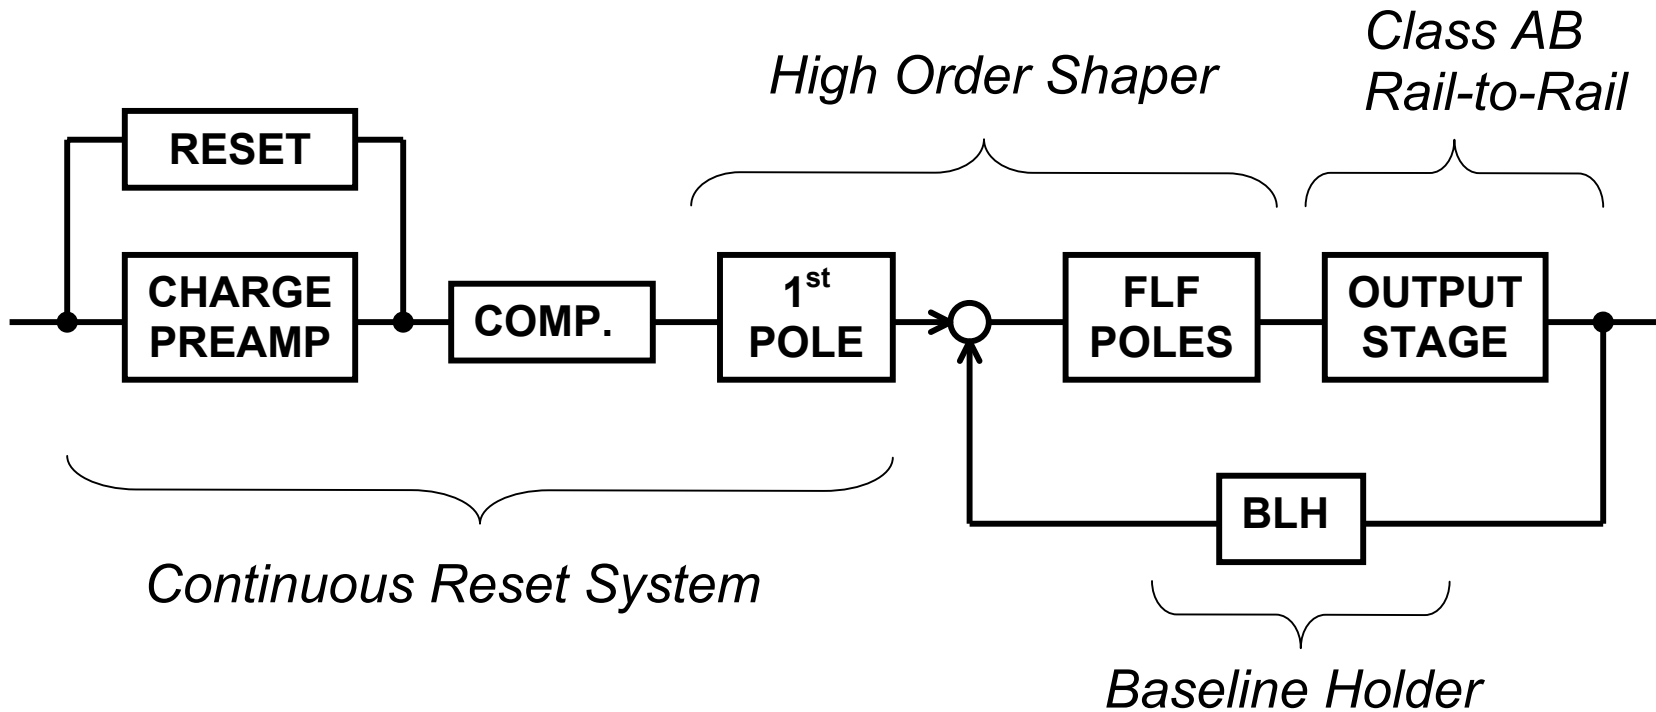 High Order Shaper
Class AB
Rail-to-Rail
RESET
CHARGE
PREAMP
COMP.
1st
POLE
FLF
POLES
OUTPUT
STAGE
BLH
Continuous Reset System
Baseline Holder